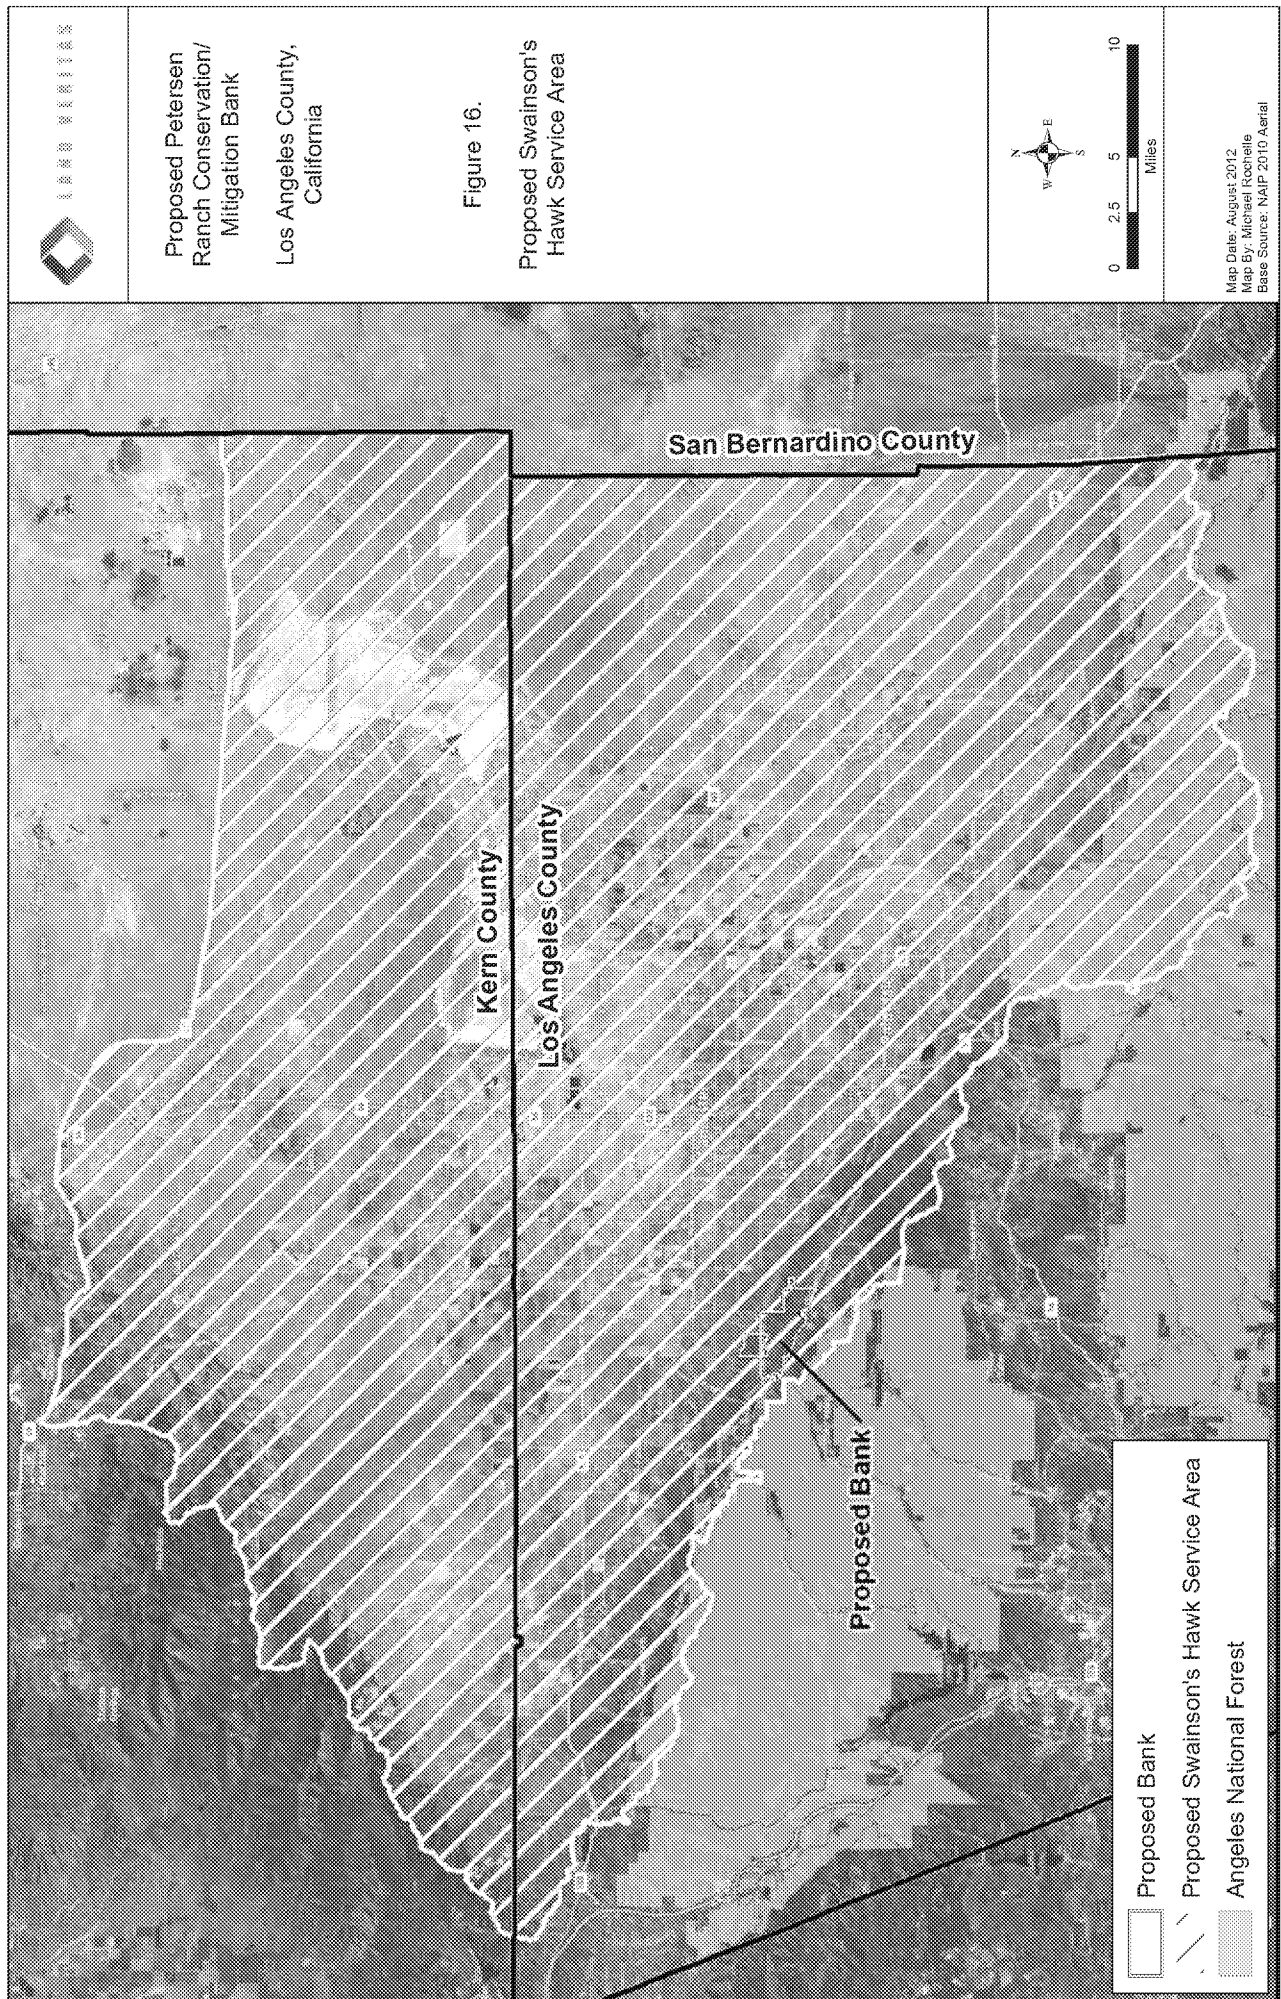 LAND VERITAS
Proposed Petersen
Ranch Conservation/
Mitigation Bank
Los Angeles County,
California
Figure 16.
Proposed Swainson's
Hawk Service Area
N
W
E
S
0
2.5
5
10
Miles
Map Date: August 2012
Map By: Michael Rochelle
Base Source: NAIP 2010 Aerial
San Bernardino County
Kern County
Los Angeles County
Proposed Bank
Proposed Bank
Proposed Swainson's Hawk Service Area
Angeles National Forest